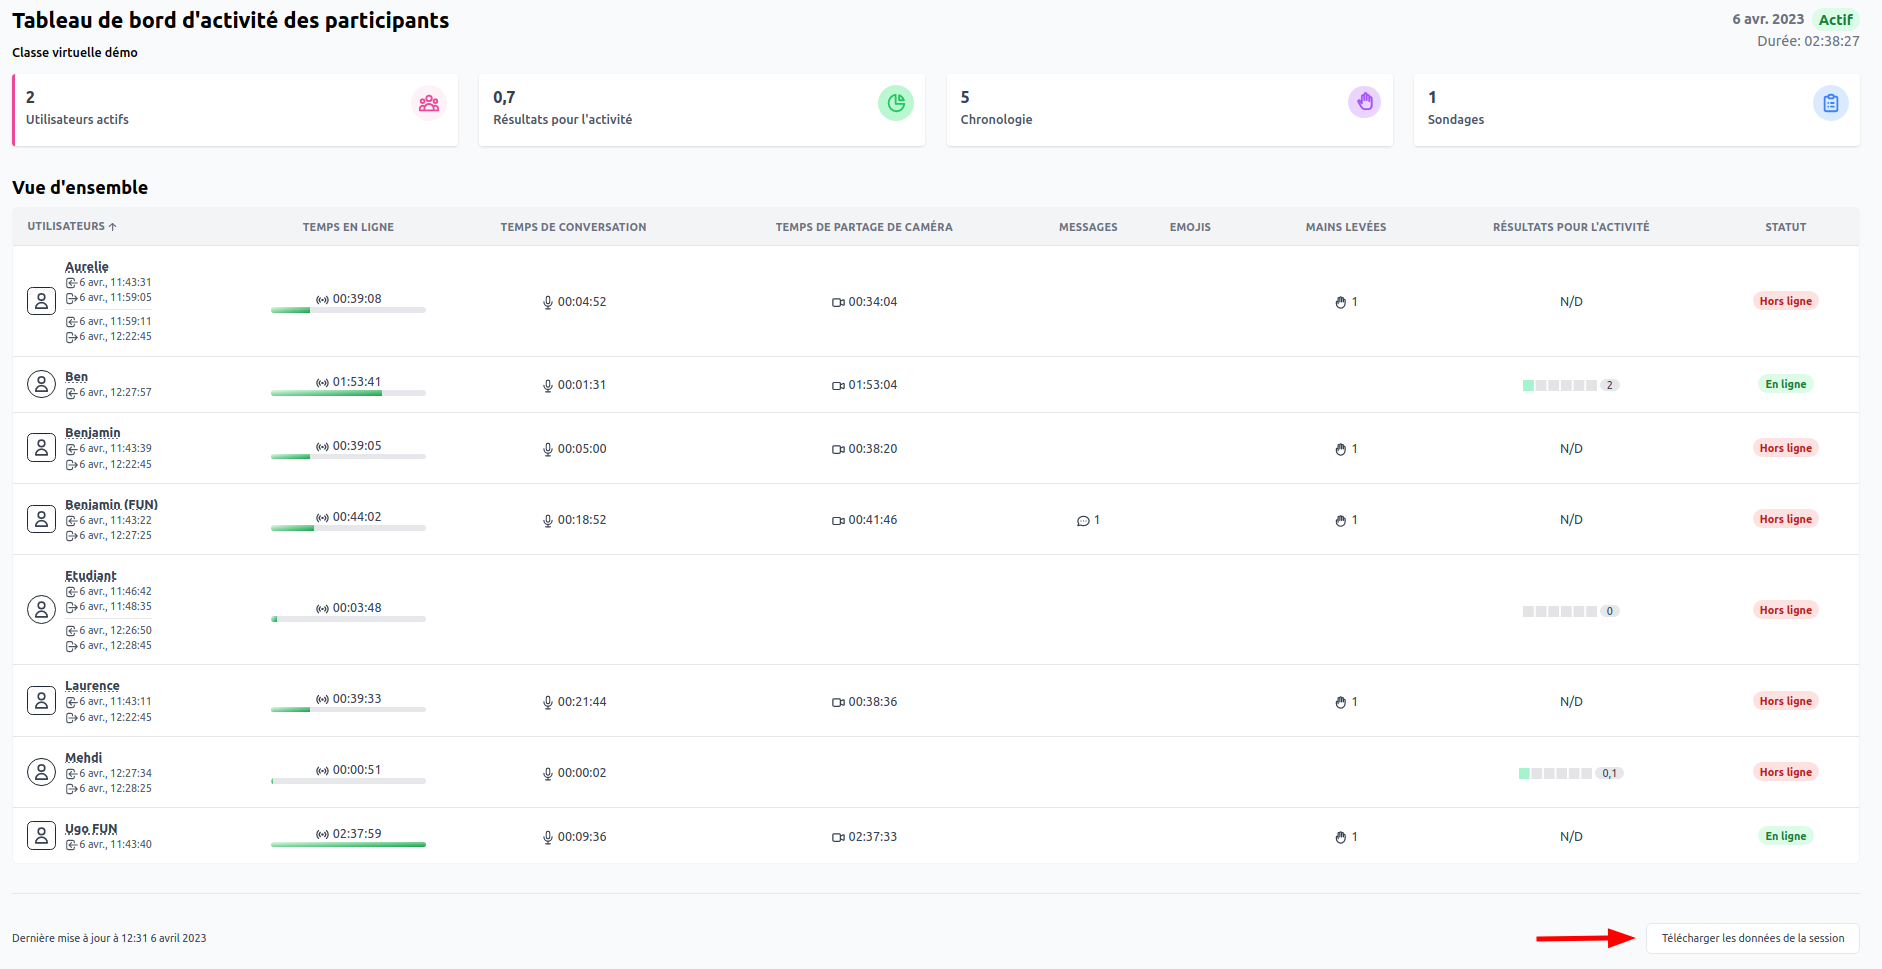 Tableau de bord d'activité des participants
6 avr. 2023 Actif
Classe virtuelle démo
Durée: 02:38:27
2
Utilisateurs actifs
0,7
Résultats pour l'activité
5
Chronologie
1
Sondages
Vue d'ensemble
UTILISATEURS ↑ TEMPS EN LIGNE TEMPS DE CONVERSATION TEMPS DE PARTAGE DE CAMÉRA MESSAGES EMOJIS MAINS LEVÉES RÉSULTATS POUR L'ACTIVITÉ STATUT
Aurelie
6 avr., 11:43:31
6 avr., 11:59:05
6 avr., 11:59:11
6 avr., 12:22:45
00:39:08 00:04:52 00:34:04 1 N/D Hors ligne
Ben
6 avr., 12:27:57
01:53:41 00:01:31 01:53:04 2 En ligne
Benjamin
6 avr., 11:43:39
6 avr., 12:22:45
00:39:05 00:05:00 00:38:20 1 N/D Hors ligne
Benjamin (FUN)
6 avr., 11:43:22
6 avr., 12:27:25
00:44:02 00:18:52 00:41:46 1 1 N/D Hors ligne
Etudiant
6 avr., 11:46:42
6 avr., 11:48:35
6 avr., 12:26:50
6 avr., 12:28:45
00:03:48 0 Hors ligne
Laurence
6 avr., 11:43:11
6 avr., 12:22:45
00:39:33 00:21:44 00:38:36 1 N/D Hors ligne
Mehdi
6 avr., 12:27:34
6 avr., 12:28:25
00:00:51 00:00:02 0,1 Hors ligne
Ugo FUN
6 avr., 11:43:40
02:37:59 00:09:36 02:37:33 1 N/D En ligne
Dernière mise à jour à 12:31 6 avril 2023
Télécharger les données de la session